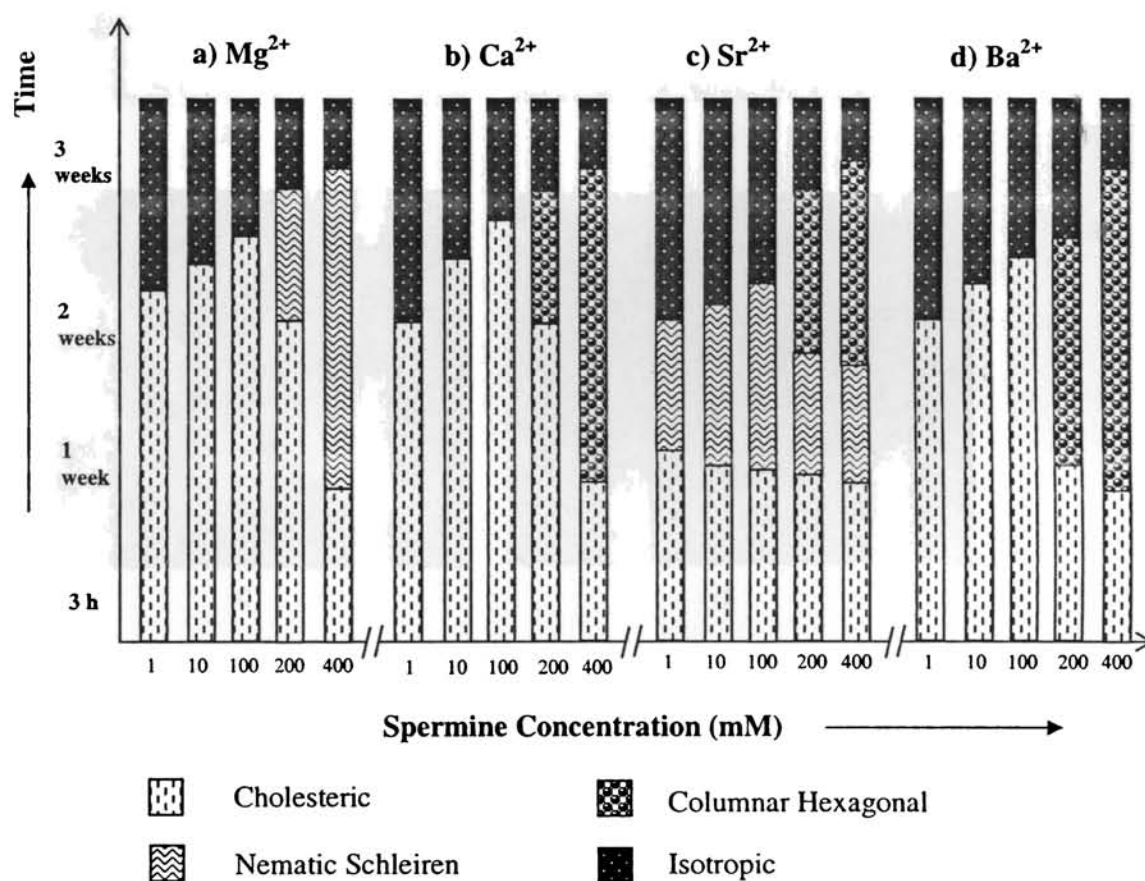 a) Mg²⁺ b) Ca²⁺ c) Sr²⁺ d) Ba²⁺
Time
3 weeks
2 weeks
1 week
3 h
1 10 100 200 400 1 10 100 200 400 1 10 100 200 400 1 10 100 200 400
Spermine Concentration (mM)
Cholesteric
Columnar Hexagonal
Nematic Schleiren
Isotropic